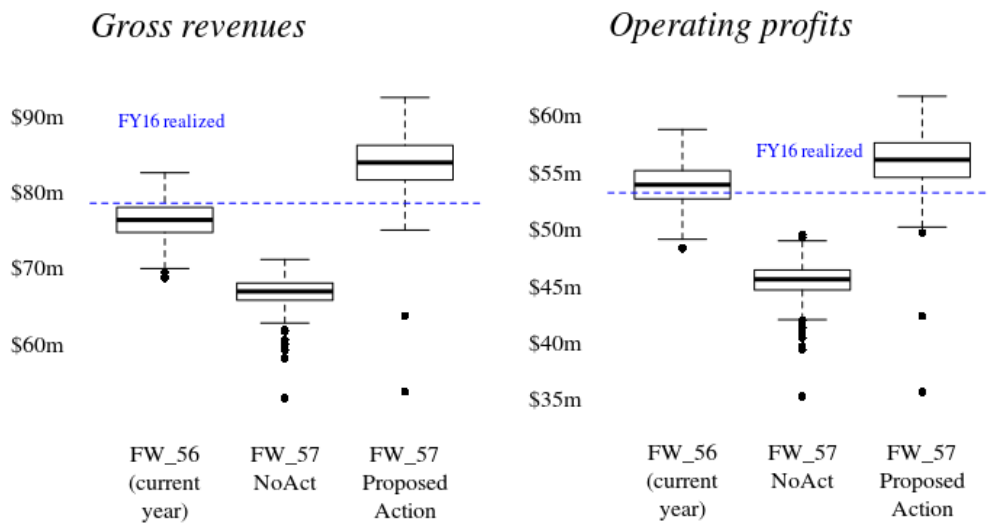 Gross revenues
$90m
$80m
$70m
$60m
FY16 realized
FW_56
(current
year)
FW_57
NoAct
FW_57
Proposed
Action
Operating profits
$60m
$55m
$50m
$45m
$40m
$35m
FY16 realized
FW_56
(current
year)
FW_57
NoAct
FW_57
Proposed
Action